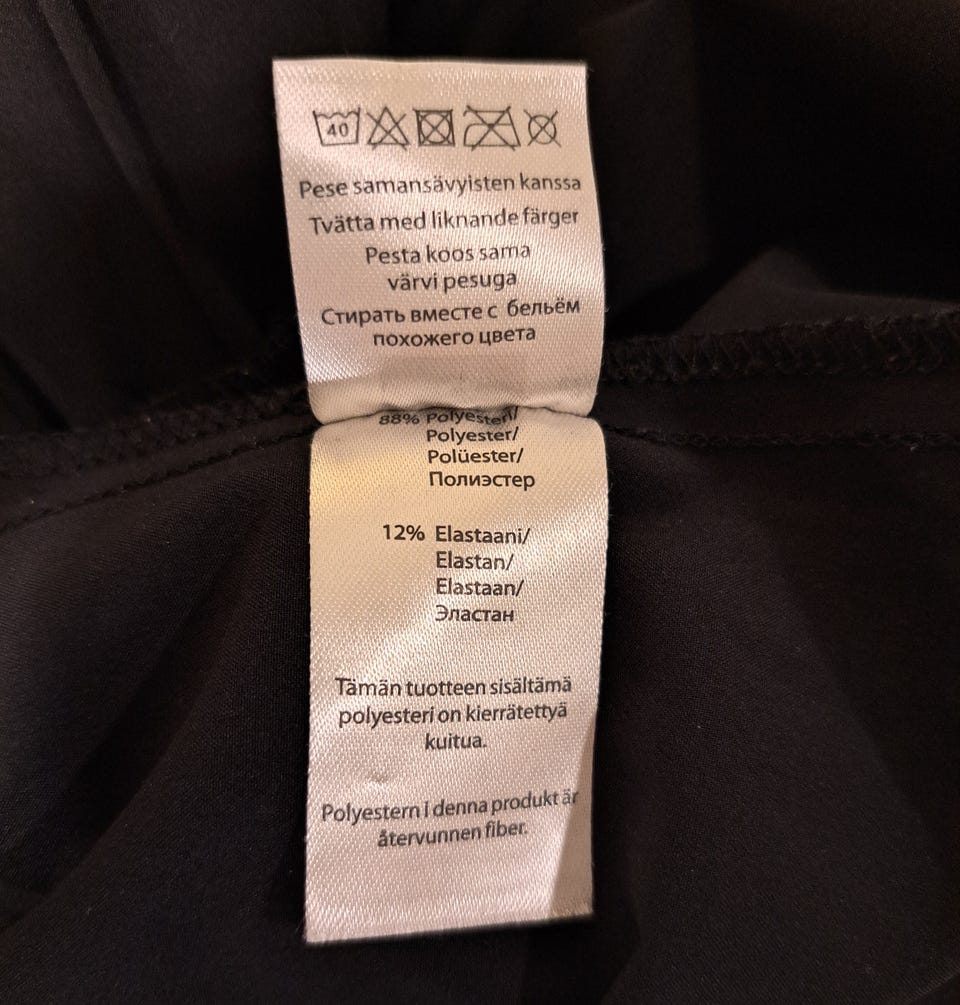 40
Pese samansävyisten kanssa
Tvätta med liknande färger
Pesta koos sama
värvi pesuga
Стирать вместе с бельём
похожего цвета
88% Polyesteri/
Polyester/
Polüester/
Полиэстер
12% Elastaani/
Elastan/
Elastaan/
Эластан
Tämän tuotteen sisältämä
polyesteri on kierrätettyä
kuitua.
Polyestern i denna produkt är
återvunnen fiber.